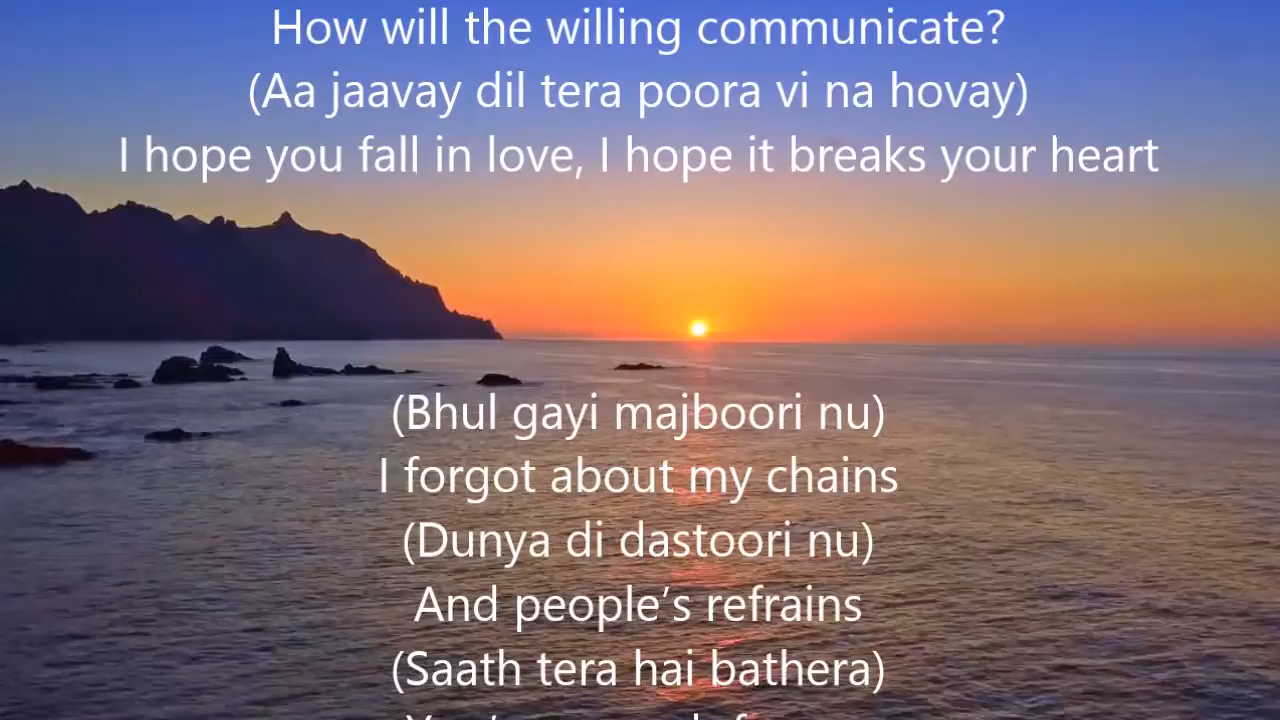 How will the willing communicate?
(Aa jaavay dil tera poora vi na hovay)
I hope you fall in love, I hope it breaks your heart
(Bhul gayi majboori nu)
I forgot about my chains
(Dunya di dastoori nu)
And people’s refrains
(Saath tera hai bathera)